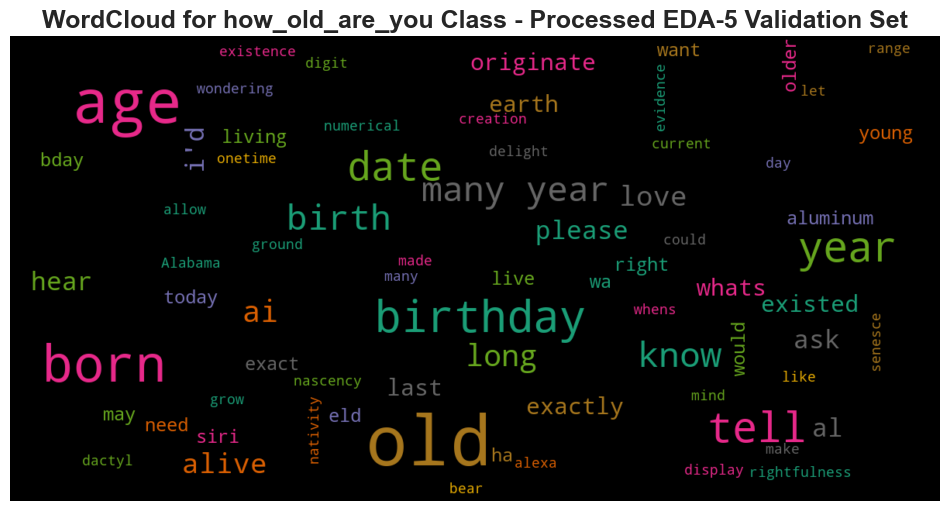 WordCloud for how_old_are_you Class - Processed EDA-5 Validation Set
existence
digit
originate
want
older
range
age
wondering
evidence
let
earth
creation
numerical
i'd
living
young
bday
onetime
date
delight
current
day
many year
love
allow
birth
aluminum
please
could
year
ground
Alabama
made
many
right
hear
live
wa
whats
today
ai
birthday
whens
existed
born
exact
long
know
would
ask
senesce
nascency
last
like
grow
mind
may
need
siri
nativity
eld
exactly
old
tell
al
make
dactyl
alive
ha
alexa
display
rightfulness
bear